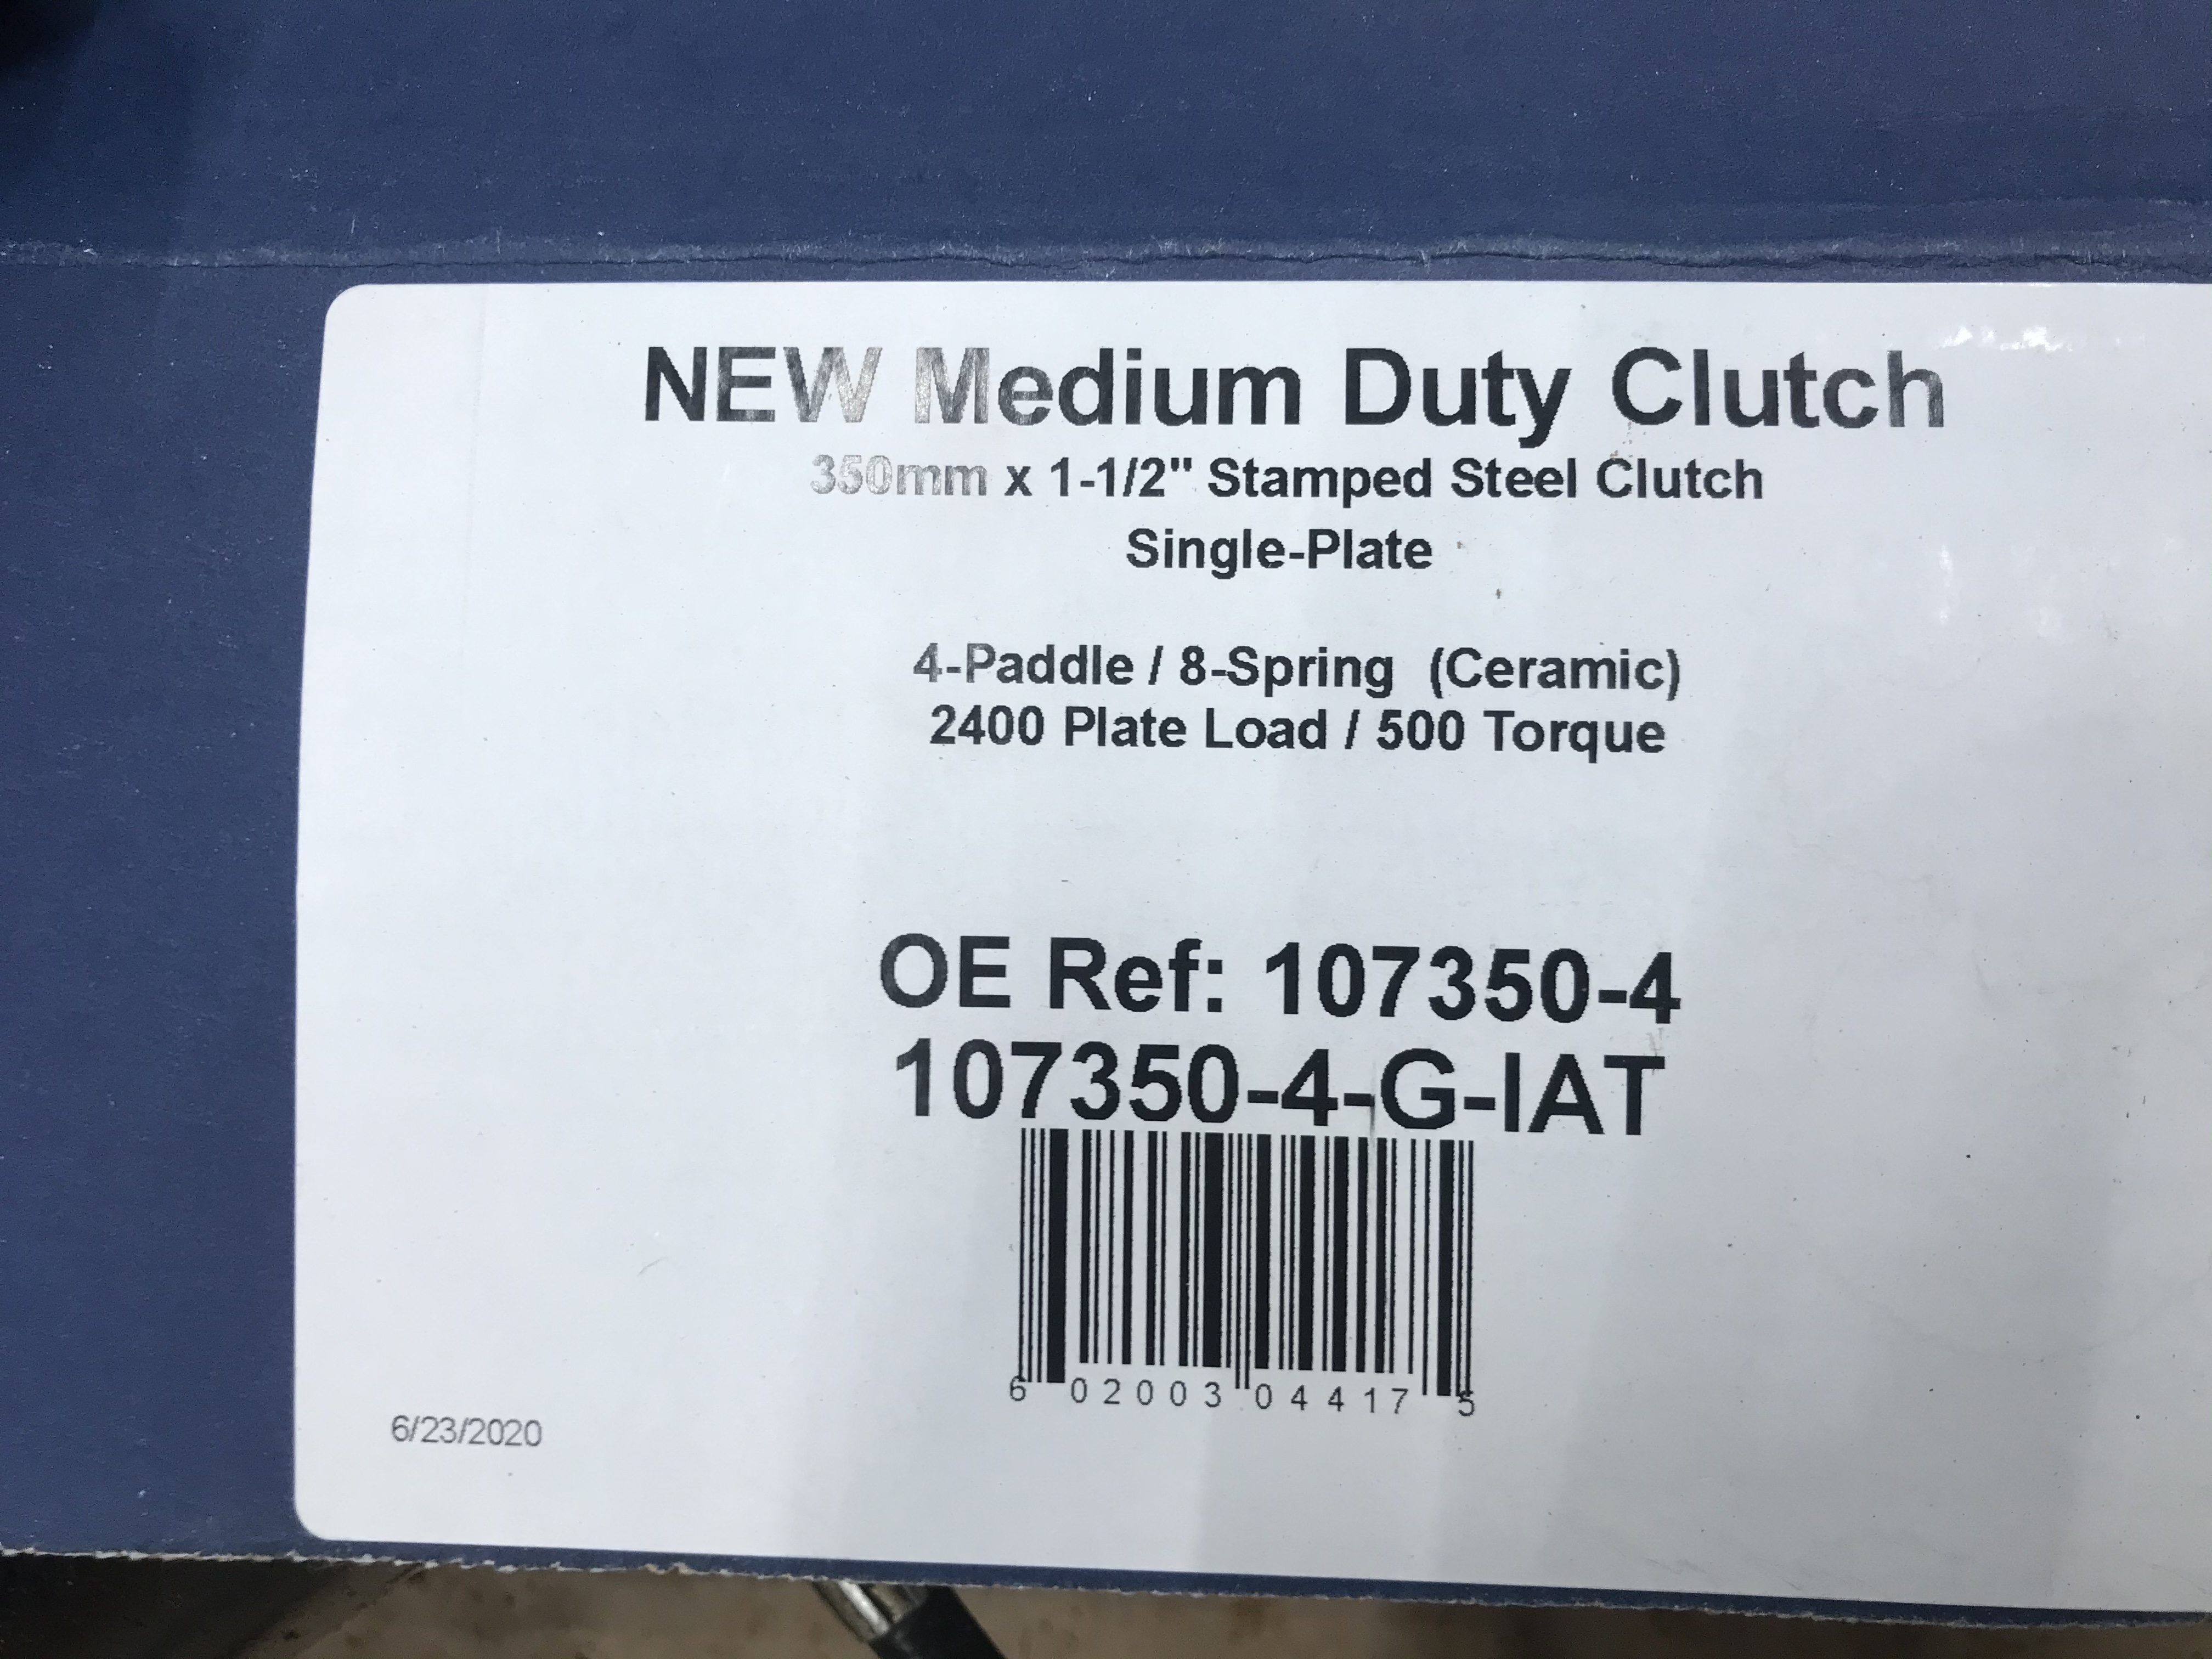 NEW Medium Duty Clutch
350mm x 1-1/2" Stamped Steel Clutch
Single-Plate
4-Paddle / 8-Spring (Ceramic)
2400 Plate Load / 500 Torque
OE Ref: 107350-4
107350-4-G-IAT
6 02003 04417 5
6/23/2020